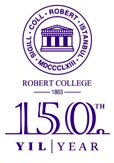 SIGILL · COLL · ROBERT · ISTANBUL
MDCCCLXIII
ROBERT COLLEGE
1863
150TH
YIL | YEAR